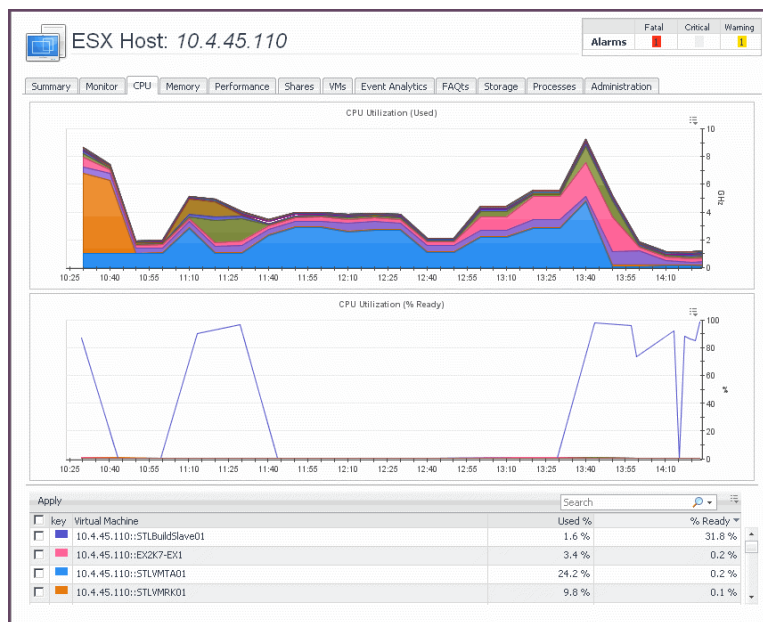 ESX Host: 10.4.45.110
Fatal Critical Warning
Alarms 1 1
Summary Monitor CPU Memory Performance Shares VMs Event Analytics FAQts Storage Processes Administration
CPU Utilization (Used)
10
8
6
4
2
0
GHz
10:25 10:40 10:55 11:10 11:25 11:40 11:55 12:10 12:25 12:40 12:55 13:10 13:25 13:40 13:55 14:10
CPU Utilization (% Ready)
100
80
60
40
20
0
%
10:25 10:40 10:55 11:10 11:25 11:40 11:55 12:10 12:25 12:40 12:55 13:10 13:25 13:40 13:55 14:10
Apply Search
key Virtual Machine Used % % Ready
10.4.45.110::STLBuildSlave01 1.6 % 31.8 %
10.4.45.110::EX2K7-EX1 3.4 % 0.2 %
10.4.45.110::STLVMTA01 24.2 % 0.2 %
10.4.45.110::STLVMRK01 9.8 % 0.1 %